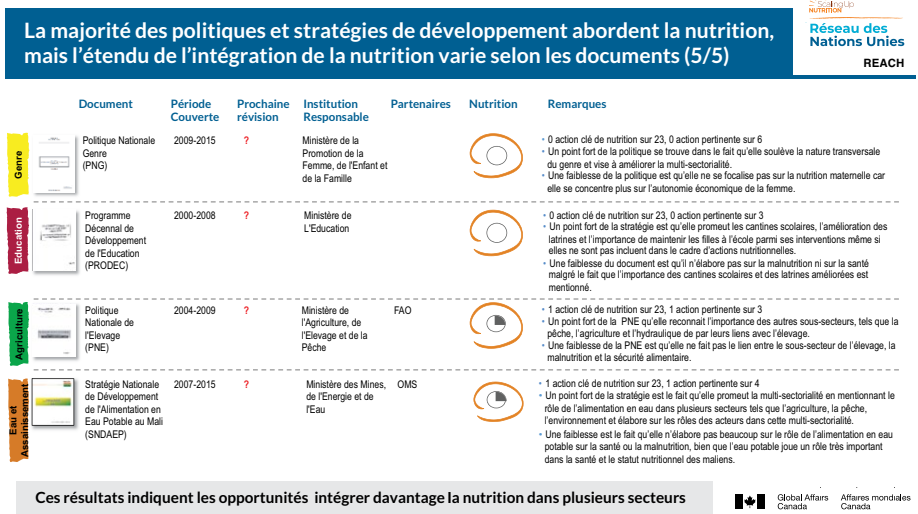 La majorité des politiques et stratégies de développement abordent la nutrition,
mais l'étendu de l'intégration de la nutrition varie selon les documents (5/5)
Scaling Up
NUTRITION
Réseau des
Nations Unies
REACH
Document
Période
Couverte
Prochaine
révision
Institution
Responsable
Partenaires
Nutrition
Remarques
Genre
Politique Nationale
Genre
(PNG)
2009-2015
?
Ministère de la
Promotion de la
Femme, de l'Enfant et
de la Famille
• 0 action clé de nutrition sur 23, 0 action pertinente sur 6
• Un point fort de la politique se trouve dans le fait qu'elle soulève la nature transversale
du genre et vise à améliorer la multi-sectorialité.
• Une faiblesse de la politique est qu'elle ne se focalise pas sur la nutrition maternelle car
elle se concentre plus sur l'autonomie économique de la femme.
Education
Programme
Décennal de
Développement
de l'Education
(PRODEC)
2000-2008
?
Ministère de
L'Education
• 0 action clé de nutrition sur 23, 0 action pertinente sur 3
• Un point fort de la stratégie est qu'elle promeut les cantines scolaires, l'amélioration des
latrines et l'importance de maintenir les filles à l'école parmi ses interventions même si
elles ne sont pas incluent dans le cadre d'actions nutritionnelles.
• Une faiblesse du document est qu'il n'élabore pas sur la malnutrition ni sur la santé
malgré le fait que l'importance des cantines scolaires et des latrines améliorées est
mentionné.
Agriculture
Politique
Nationale de
l'Elevage
(PNE)
2004-2009
?
Ministère de
l'Agriculture, de
l'Elevage et de la
Pêche
FAO
• 1 action clé de nutrition sur 23, 1 action pertinente sur 3
• Un point fort de la PNE qu'elle reconnait l'importance des autres sous-secteurs, tels que la
pêche, l'agriculture et l'hydraulique de par leurs liens avec l'élevage.
• Une faiblesse de la PNE est qu'elle ne fait pas le lien entre le sous-secteur de l'élevage, la
malnutrition et la sécurité alimentaire.
Eau et
Assainissement
Stratégie Nationale
de Développement
de l'Alimentation en
Eau Potable au Mali
(SNDAEP)
2007-2015
?
Ministère des Mines,
de l'Energie et de
l'Eau
OMS
• 1 action clé de nutrition sur 23, 1 action pertinente sur 4
• Un point fort de la stratégie est le fait qu'elle promeut la multi-sectorialité en mentionnant le
rôle de l'alimentation en eau dans plusieurs secteurs tels que l'agriculture, la pêche,
l'environnement et élabore sur les rôles des acteurs dans cette multi-sectorialité.
• Une faiblesse est le fait qu'elle n'élabore pas beaucoup sur le rôle de l'alimentation en eau
potable sur la santé ou la malnutrition, bien que l'eau potable joue un rôle très important
dans la santé et le statut nutritionnel des maliens.
Ces résultats indiquent les opportunités intégrer davantage la nutrition dans plusieurs secteurs
Global Affairs
Canada
Affaires mondiales
Canada